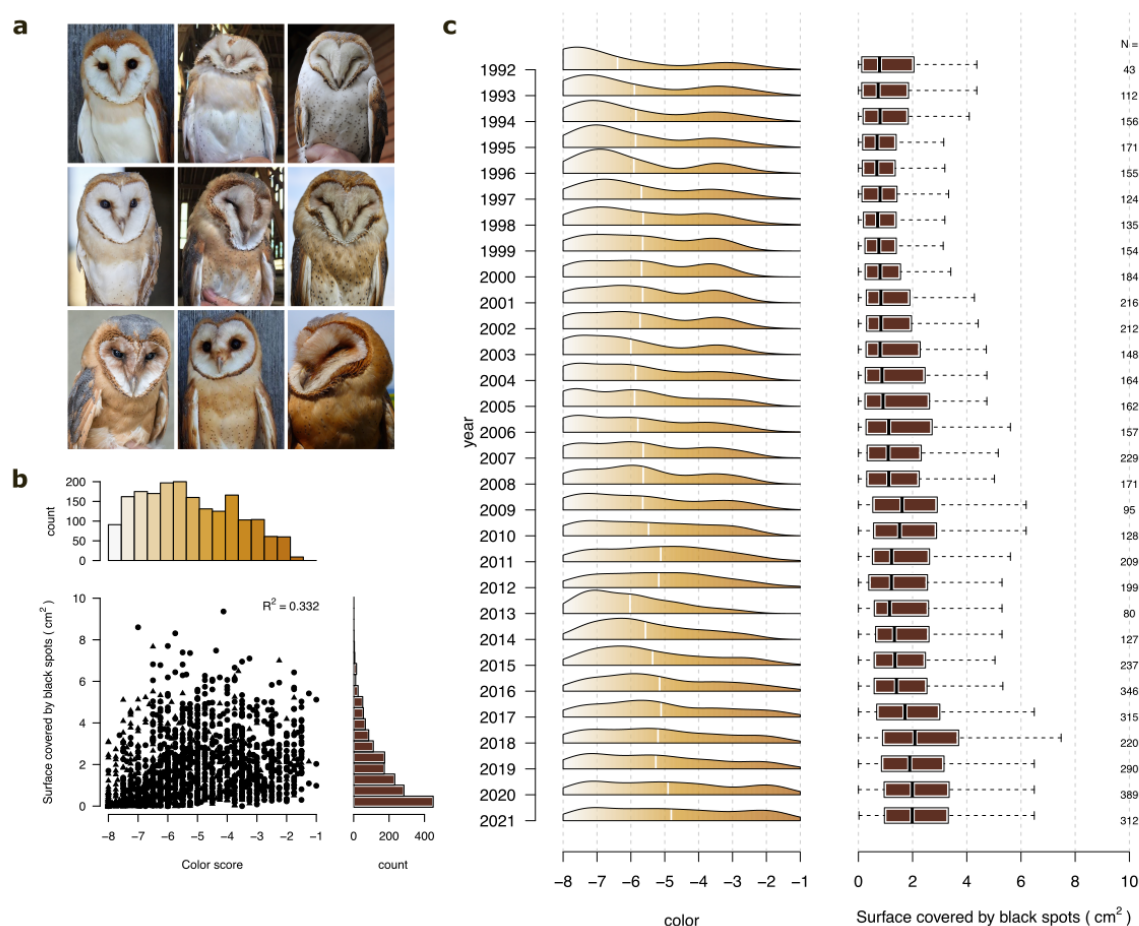 a
b
200
150
100
50
0
count
10
8
6
4
2
0
Surface covered by black spots ( cm² )
R² = 0.332
−8 −7 −6 −5 −4 −3 −2 −1
Color score
0 200 400
count
c
N =
1992 43
1993 112
1994 156
1995 171
1996 155
1997 124
1998 135
1999 154
2000 184
2001 216
2002 212
2003 148
2004 164
2005 162
year
2006 157
2007 229
2008 171
2009 95
2010 128
2011 209
2012 199
2013 80
2014 127
2015 237
2016 346
2017 315
2018 220
2019 290
2020 389
2021 312
−8 −7 −6 −5 −4 −3 −2 −1
color
0 2 4 6 8 10
Surface covered by black spots ( cm² )